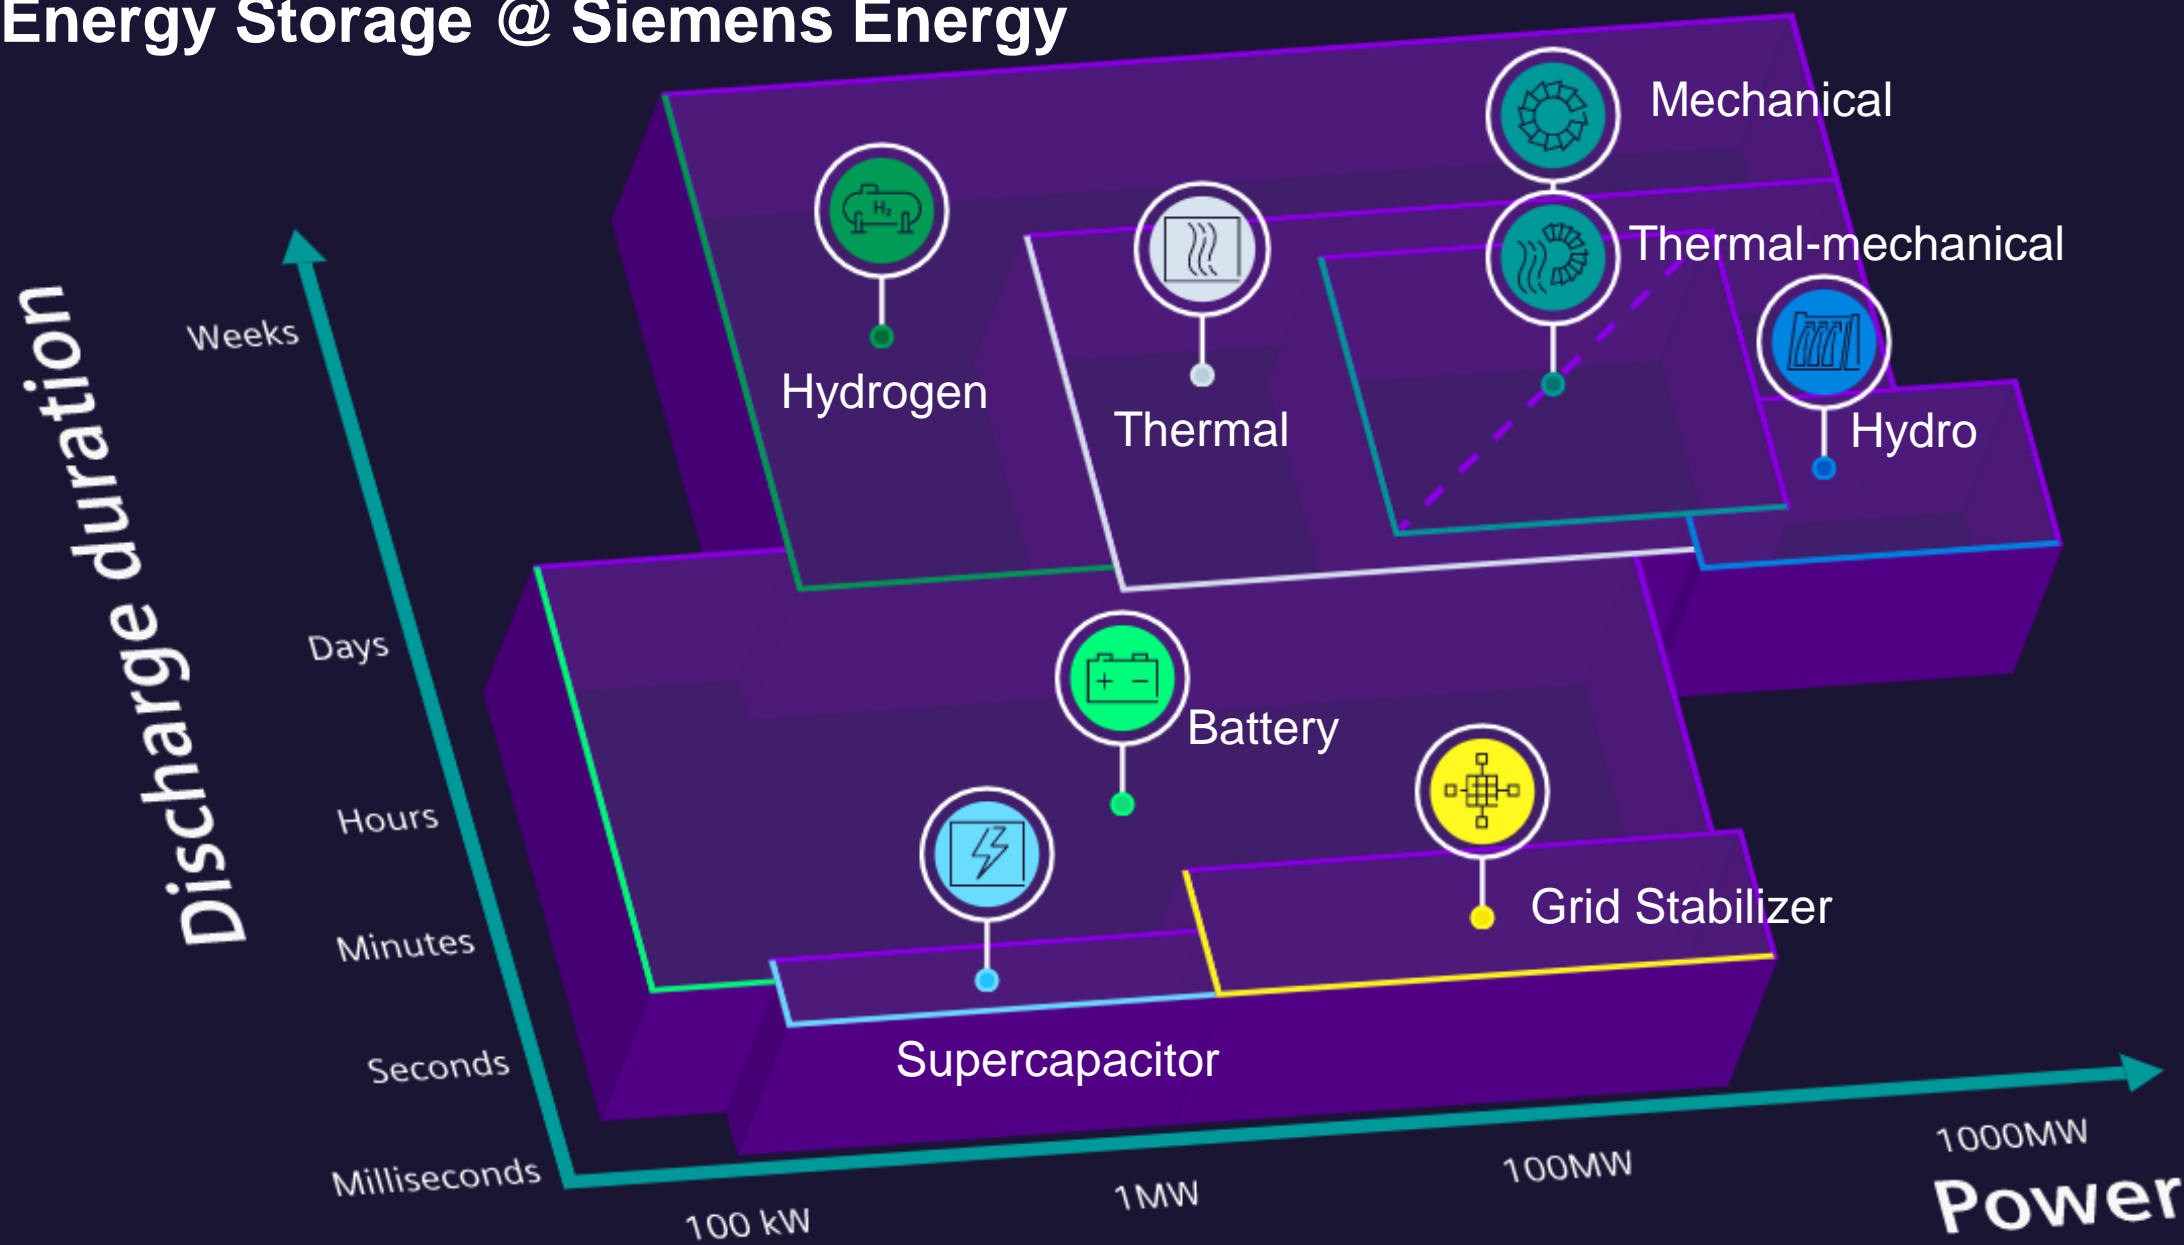 Energy Storage @ Siemens Energy
Mechanical
Thermal-mechanical
H₂
Hydrogen
Thermal
Hydro
Battery
+ −
Grid Stabilizer
Supercapacitor
Discharge duration
Weeks
Days
Hours
Minutes
Seconds
Milliseconds
100 kW
1MW
100MW
1000MW
Power